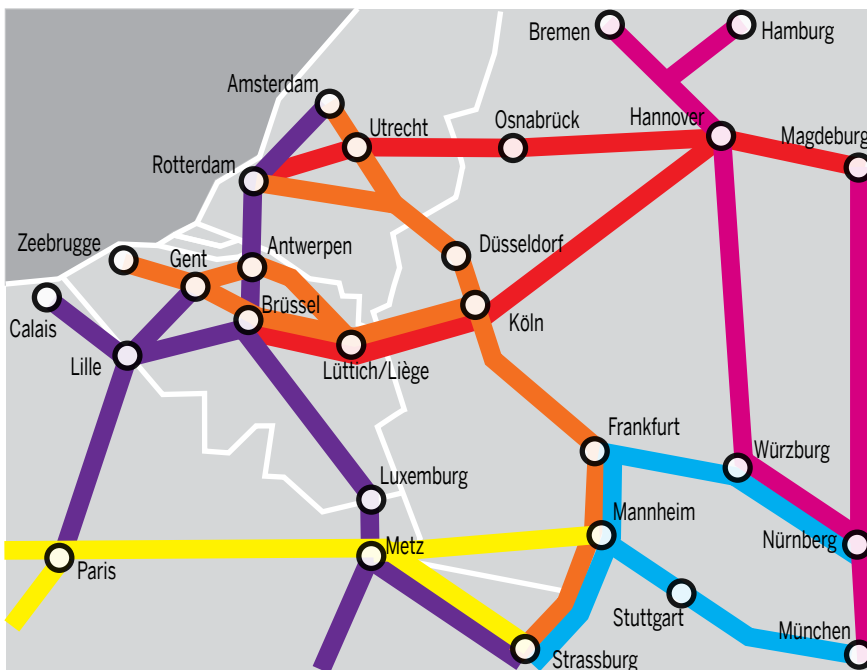 Bremen
Hamburg
Amsterdam
Utrecht
Osnabrück
Hannover
Magdeburg
Rotterdam
Zeebrugge
Gent
Antwerpen
Düsseldorf
Calais
Brüssel
Köln
Lille
Lüttich/Liège
Frankfurt
Würzburg
Luxemburg
Mannheim
Metz
Nürnberg
Paris
Stuttgart
München
Strassburg